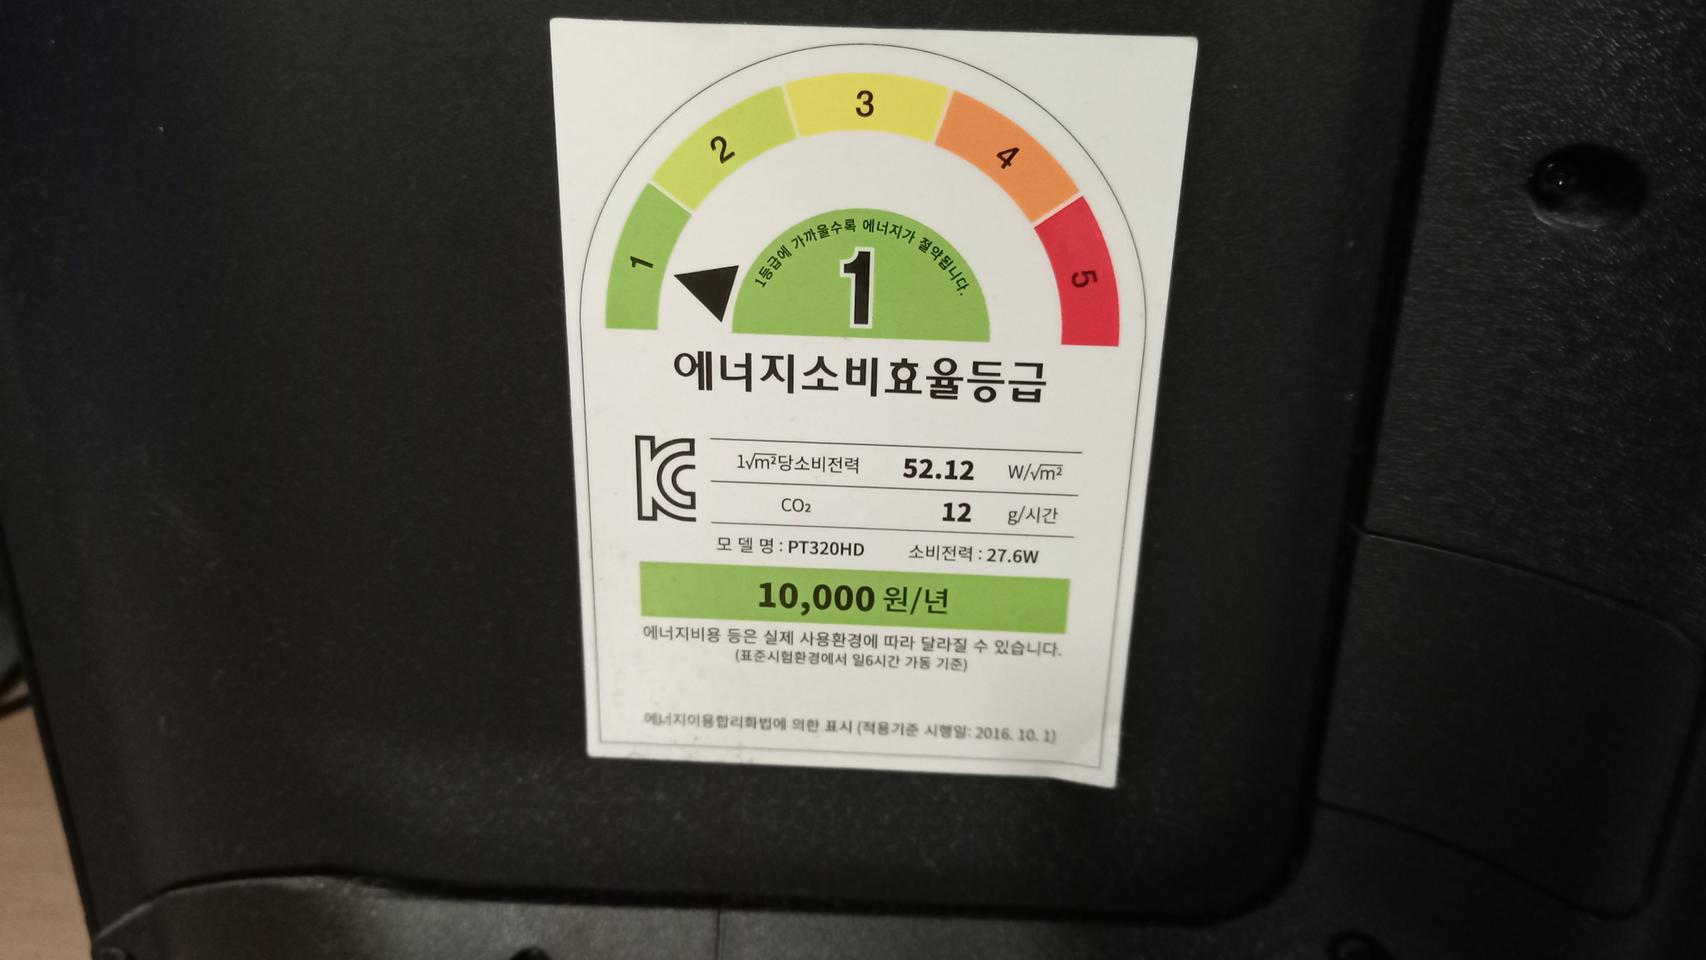 1 2 3 4 5
1등급에 가까울수록 에너지가 절약됩니다.
1
에너지소비효율등급
KC
1√m²당소비전력 52.12 W/√m²
CO₂ 12 g/시간
모 델 명 : PT320HD 소비전력 : 27.6W
10,000 원/년
에너지비용 등은 실제 사용환경에 따라 달라질 수 있습니다.
(표준시험환경에서 일6시간 가동 기준)
에너지이용합리화법에 의한 표시 (적용기준 시행일: 2016. 10. 1)